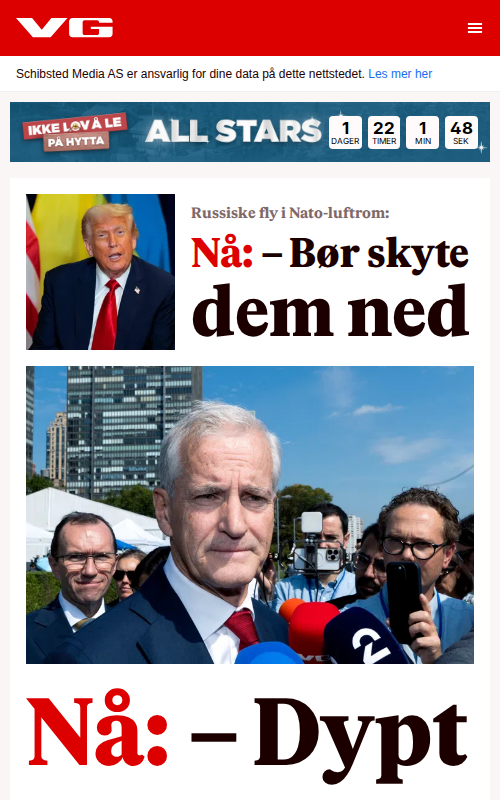 VG
Schibsted Media AS er ansvarlig for dine data på dette nettstedet. Les mer her
IKKE LOV Å LE
PÅ HYTTA
ALL STARS
1 22 1 48
DAGER TIMER MIN SEK
Russiske fly i Nato-luftrom:
Nå: – Bør skyte
dem ned
2
VG
Nå: – Dypt